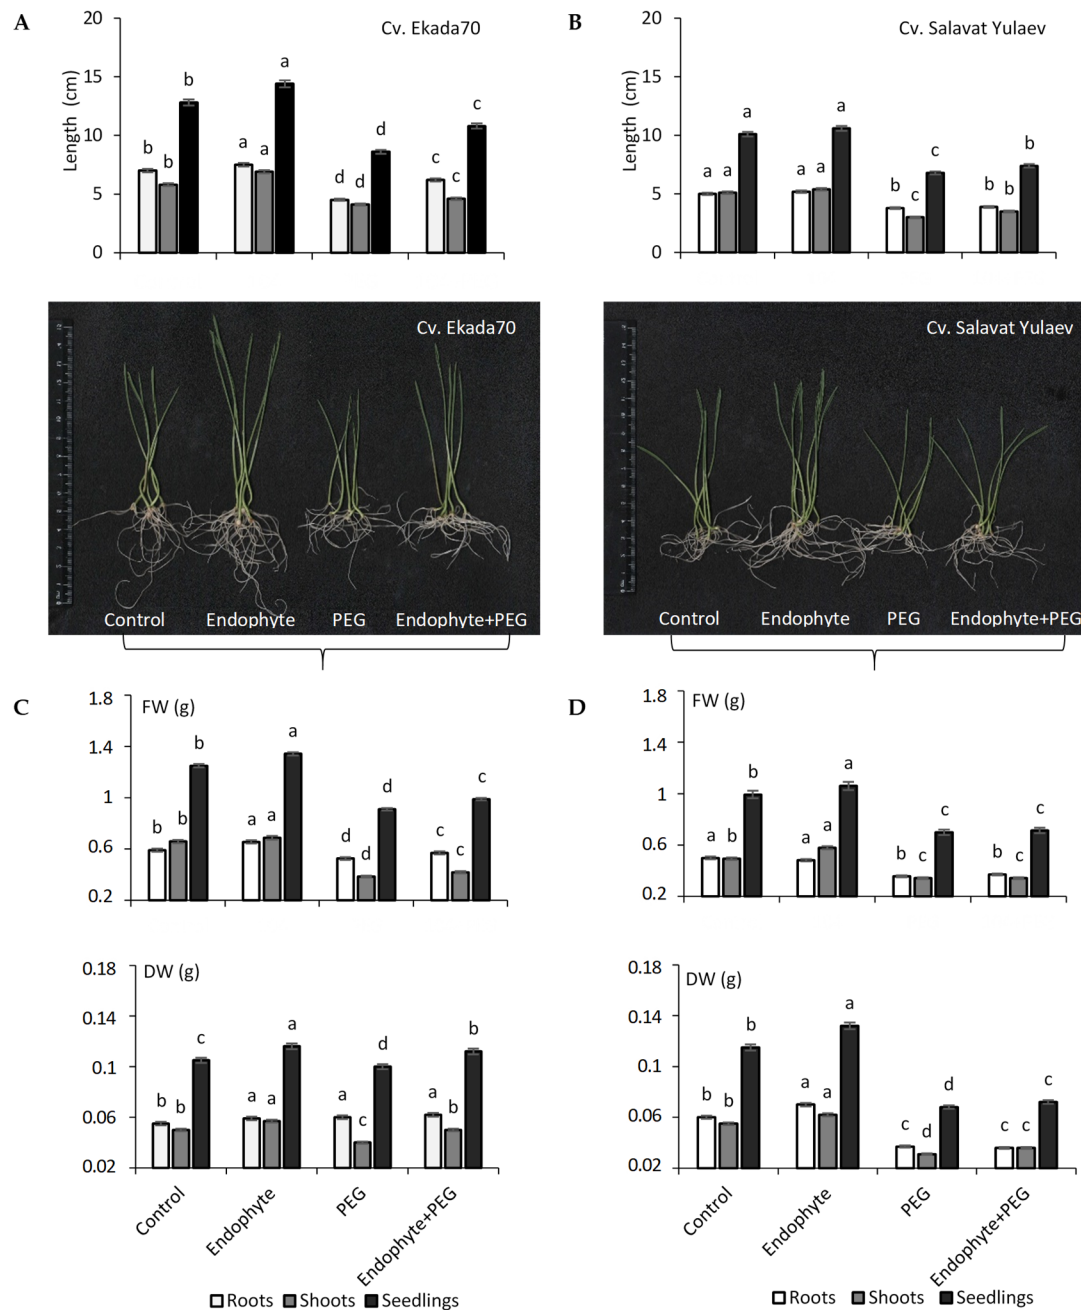 A
20
15
10
5
0
Length (cm)
Cv. Ekada70
b
b
b
a
a
a
d
d
d
c
c
c
B
20
15
10
5
0
Length (cm)
Cv. Salavat Yulaev
a
a
a
a
a
a
b
c
c
b
b
b
Cv. Ekada70
Control Endophyte PEG Endophyte+PEG
Cv. Salavat Yulaev
Control Endophyte PEG Endophyte+PEG
C
1.8
1.4
1
0.6
0.2
FW (g)
b
b
b
a
a
a
d
d
d
c
c
c
D
1.8
1.4
1
0.6
0.2
FW (g)
a
b
b
a
a
a
b
c
c
b
c
c
0.18
0.14
0.1
0.06
0.02
DW (g)
b
b
c
a
a
a
a
c
d
a
b
b
Control
Endophyte
PEG
Endophyte+PEG
Roots Shoots Seedlings
0.18
0.14
0.1
0.06
0.02
DW (g)
b
b
b
a
a
a
c
d
d
c
c
c
Control
Endophyte
PEG
Endophyte+PEG
Roots Shoots Seedlings